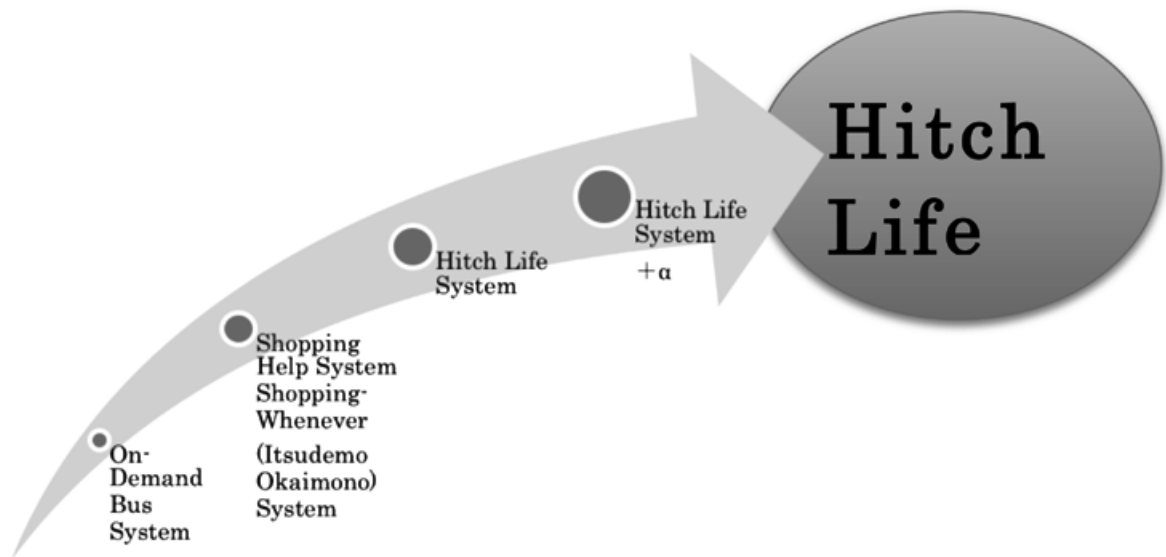 On-
Demand
Bus
System
Shopping
Help System
Shopping-
Whenever
(Itsudemo
Okaimono)
System
Hitch Life
System
Hitch Life
System
+α
Hitch
Life